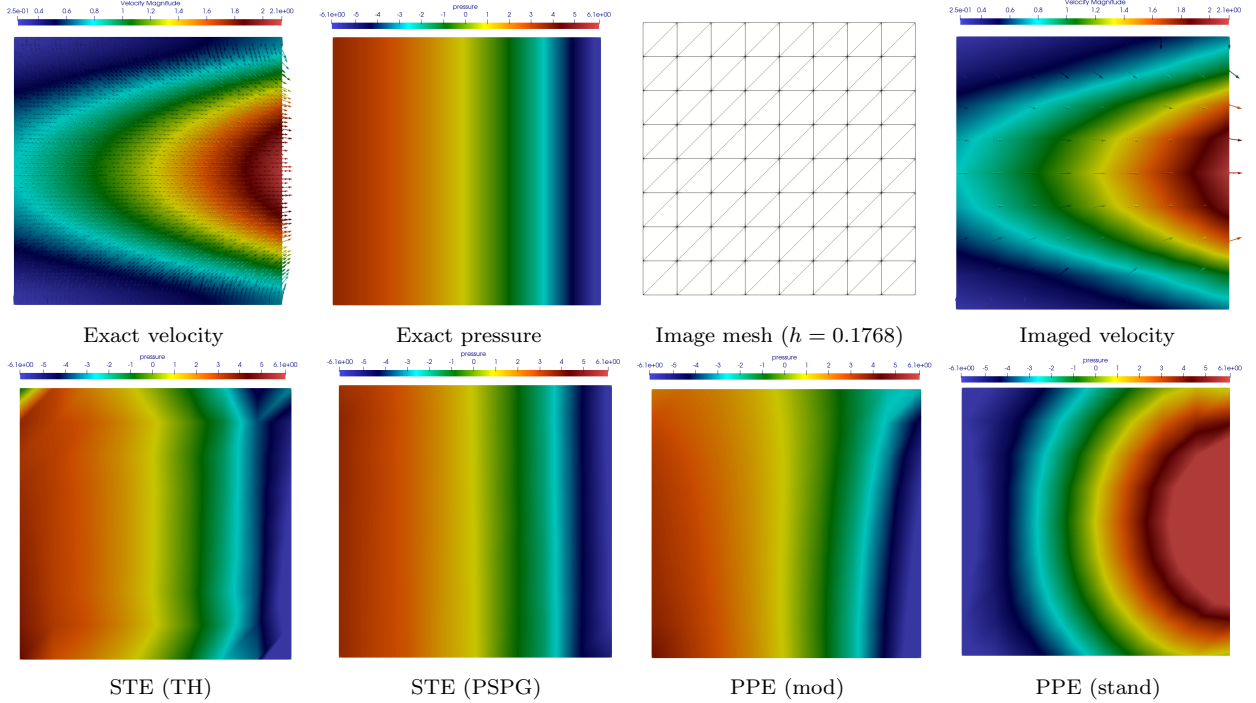 Velocity Magnitude
2.5e-01 0.4 0.6 0.8 1 1.2 1.4 1.6 1.8 2 2.1e+00
pressure
-6.1e+00 -4 -3 -2 -1 0 1 2 3 4 6.1e+00
Velocity Magnitude
2.5e-01 0.4 0.6 0.8 1 1.2 1.4 1.6 1.8 2.1e+00
Exact velocity
Exact pressure
Image mesh (h = 0.1768)
Imaged velocity
pressure
-6.1e+00 -5 -4 -3 -2 -1 0 1 2 3 4 5 6.1e+00
pressure
-6.1e+00 -5 -4 -3 -2 -1 0 1 2 3 4 6.1e+00
pressure
-6.1e+00 -4 -3 -2 -1 0 1 2 3 4 5 6.1e+00
pressure
-6.1e+00 -5 -4 -3 -2 -1 0 1 2 3 4 5 6.1e+00
STE (TH)
STE (PSPG)
PPE (mod)
PPE (stand)